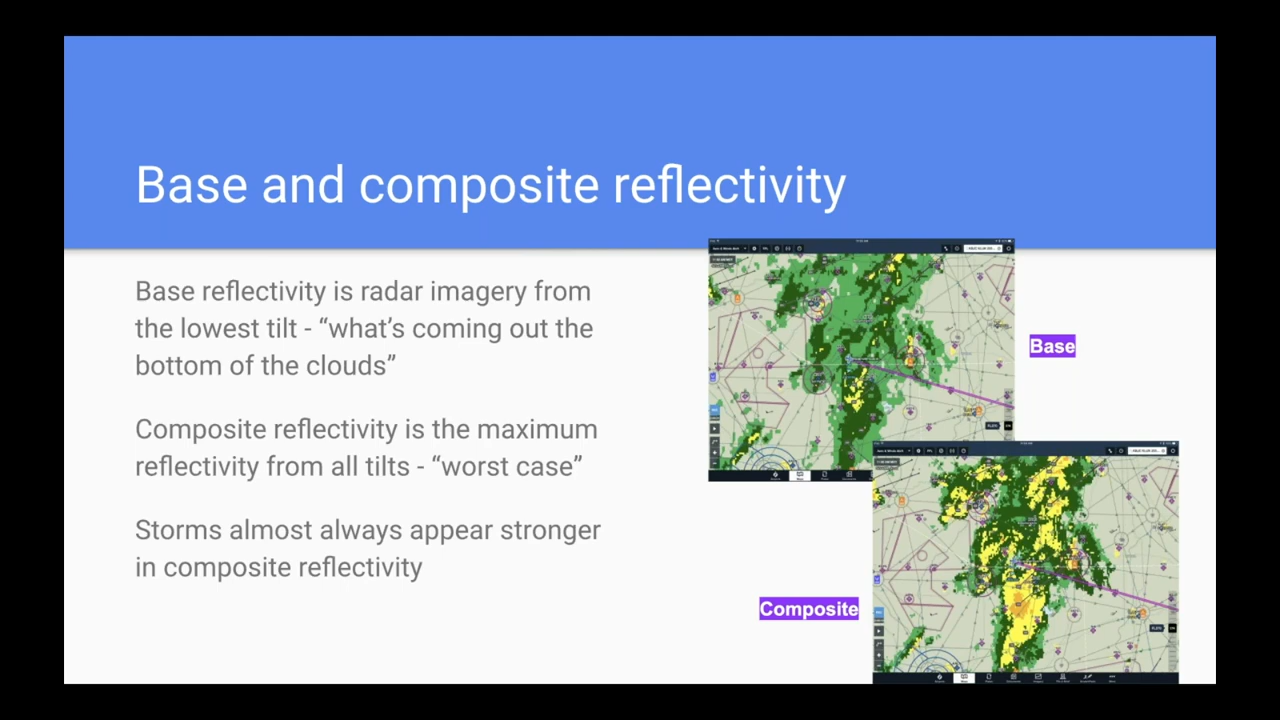 Base and composite reflectivity
Base reflectivity is radar imagery from
the lowest tilt - “what’s coming out the
bottom of the clouds”
Composite reflectivity is the maximum
reflectivity from all tilts - “worst case”
Storms almost always appear stronger
in composite reflectivity
Base
Composite